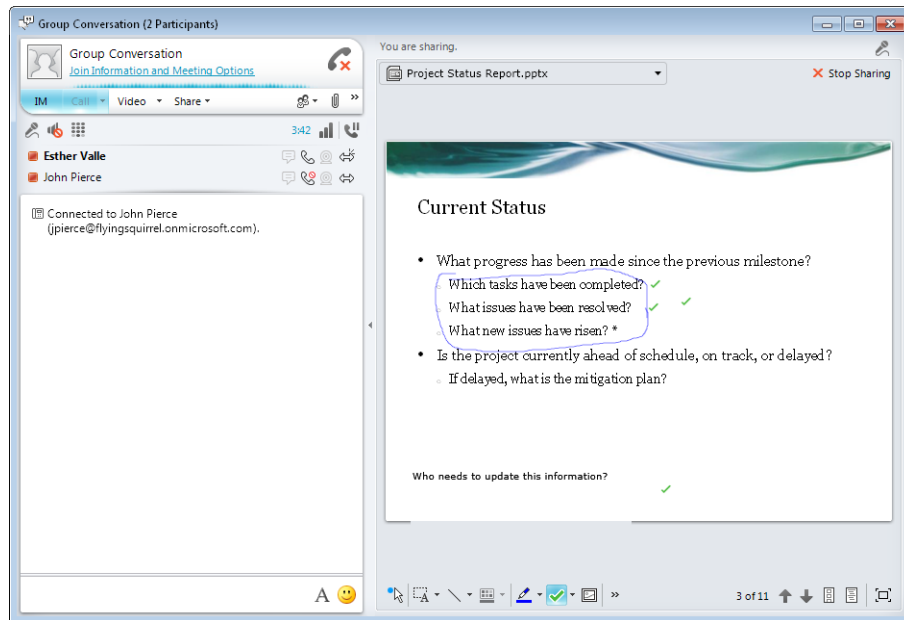 Group Conversation (2 Participants)
Group Conversation
Join Information and Meeting Options
IM Call Video Share »
3:42
Esther Valle
John Pierce
Connected to John Pierce
(jpierce@flyingsquirrel.onmicrosoft.com).
A
You are sharing.
Project Status Report.pptx
Stop Sharing
Current Status
• What progress has been made since the previous milestone?
Which tasks have been completed?
What issues have been resolved?
What new issues have risen? *
• Is the project currently ahead of schedule, on track, or delayed?
If delayed, what is the mitigation plan?
Who needs to update this information?
A » 3 of 11